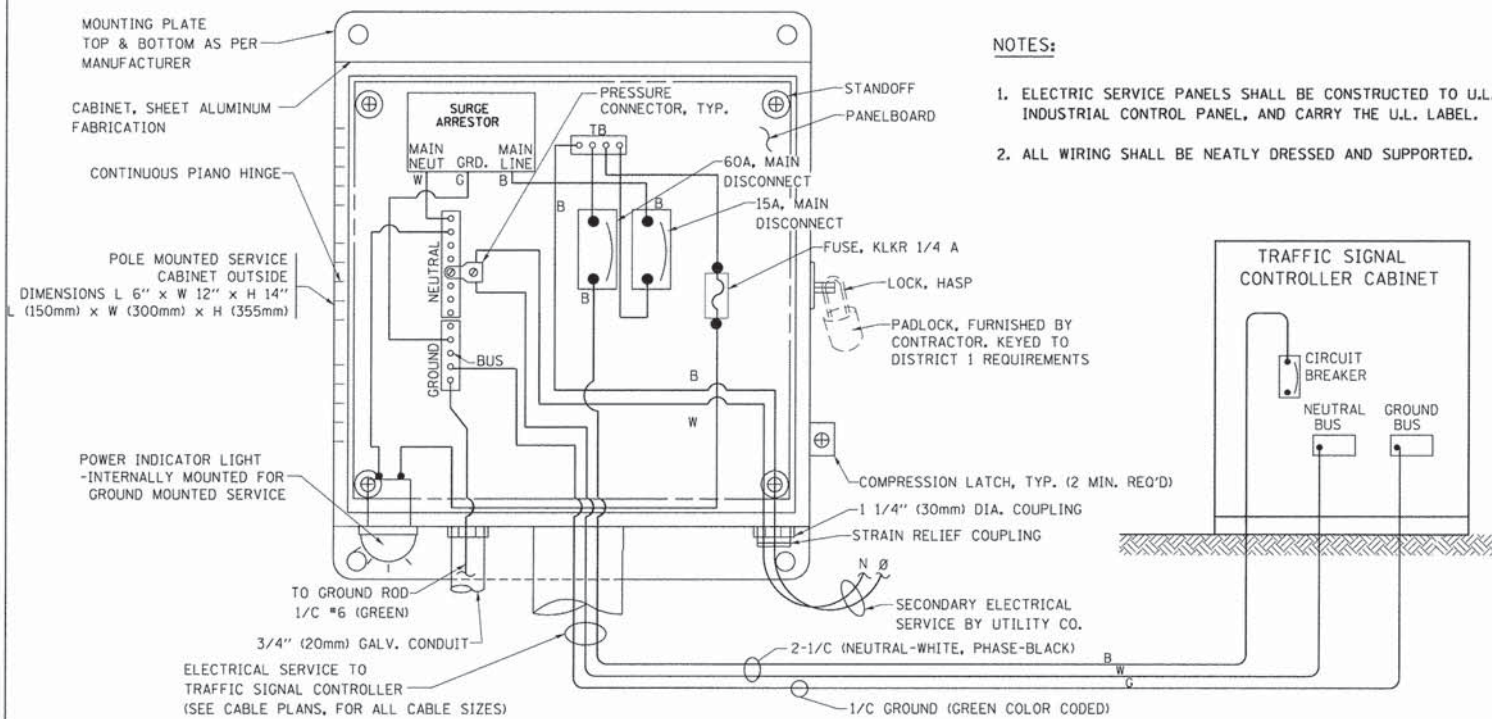 MOUNTING PLATE
TOP & BOTTOM AS PER
MANUFACTURER
CABINET, SHEET ALUMINUM
FABRICATION
CONTINUOUS PIANO HINGE
POLE MOUNTED SERVICE
CABINET OUTSIDE
DIMENSIONS L 6" x W 12" x H 14"
L (150mm) x W (300mm) x H (355mm)
POWER INDICATOR LIGHT
-INTERNALLY MOUNTED FOR
GROUND MOUNTED SERVICE
SURGE
ARRESTOR
MAIN
NEUT
GRD.
MAIN
LINE
W
G
B
PRESSURE
CONNECTOR, TYP.
TB
NEUTRAL
GROUND
BUS
B
B
B
B
W
STANDOFF
PANELBOARD
60A, MAIN
DISCONNECT
15A, MAIN
DISCONNECT
FUSE, KLKR 1/4 A
LOCK, HASP
PADLOCK, FURNISHED BY
CONTRACTOR. KEYED TO
DISTRICT 1 REQUIREMENTS
COMPRESSION LATCH, TYP. (2 MIN. REQ'D)
1 1/4" (30mm) DIA. COUPLING
STRAIN RELIEF COUPLING
N Ø
SECONDARY ELECTRICAL
SERVICE BY UTILITY CO.
TO GROUND ROD
1/C #6 (GREEN)
3/4" (20mm) GALV. CONDUIT
ELECTRICAL SERVICE TO
TRAFFIC SIGNAL CONTROLLER
(SEE CABLE PLANS, FOR ALL CABLE SIZES)
2-1/C (NEUTRAL-WHITE, PHASE-BLACK)
B
W
G
1/C GROUND (GREEN COLOR CODED)
NOTES:
1. ELECTRIC SERVICE PANELS SHALL BE CONSTRUCTED TO U.L.
INDUSTRIAL CONTROL PANEL, AND CARRY THE U.L. LABEL.
2. ALL WIRING SHALL BE NEATLY DRESSED AND SUPPORTED.
TRAFFIC SIGNAL
CONTROLLER CABINET
CIRCUIT
BREAKER
NEUTRAL
BUS
GROUND
BUS